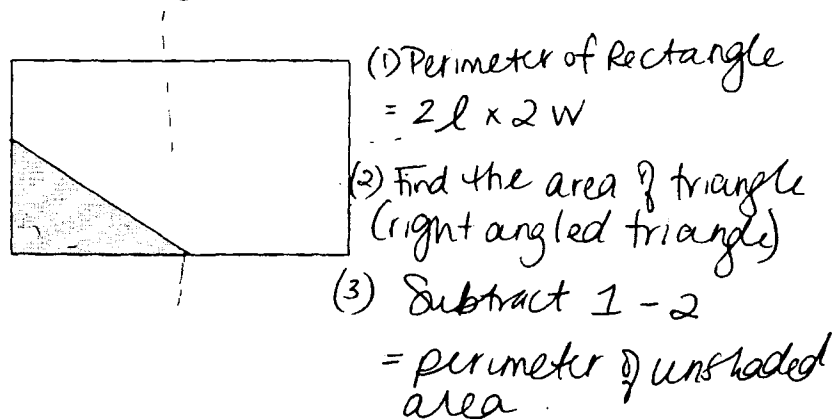 (1) Perimeter of Rectangle
= 2l × 2w
(2) Find the area of triangle
(right angled triangle)
(3) Subtract 1 - 2
= perimeter of unshaded
area.